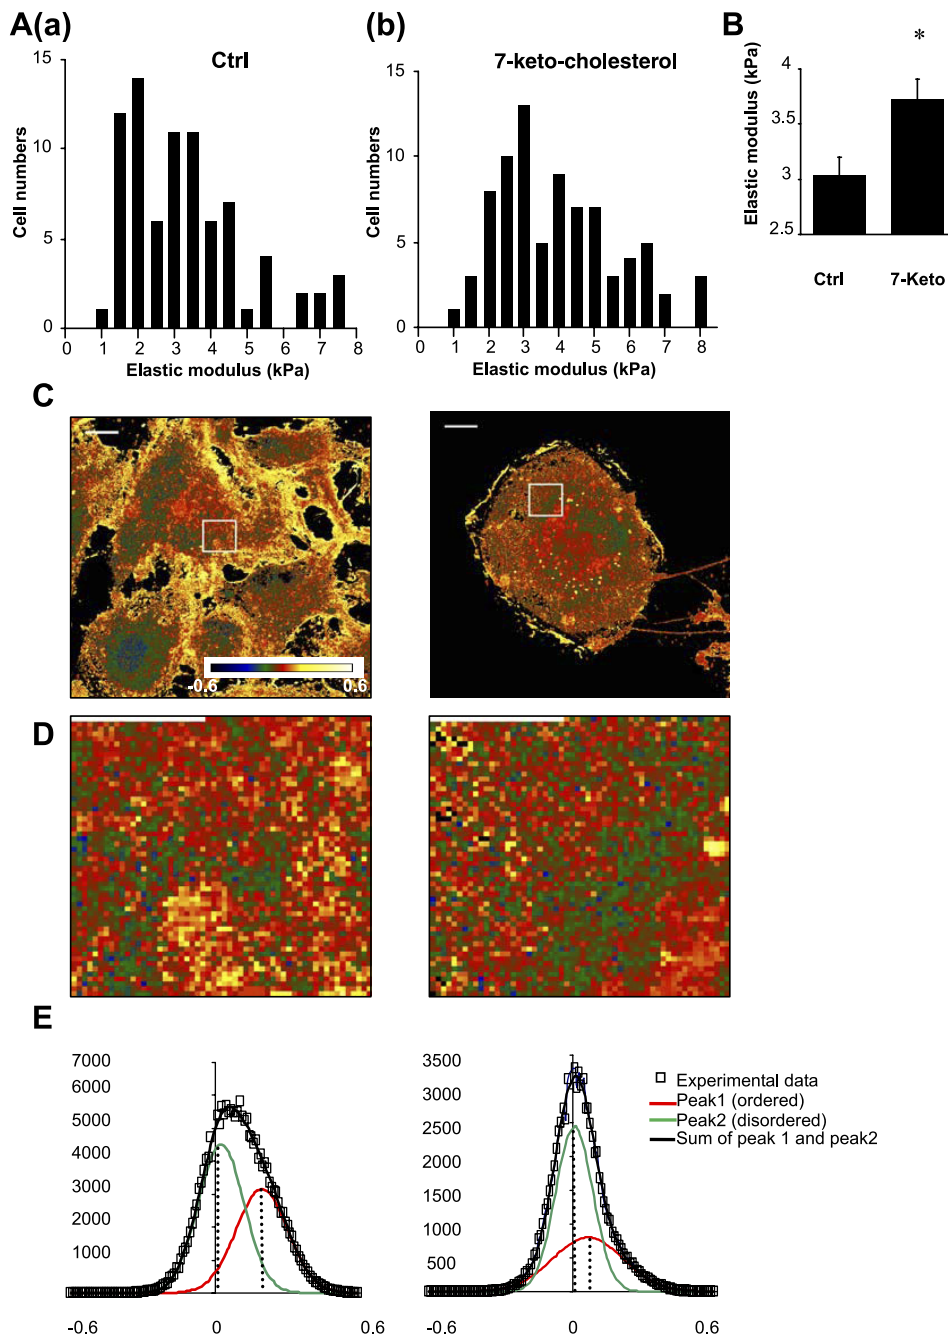 A(a)
Ctrl
15
10
5
0
Cell numbers
0 1 2 3 4 5 6 7 8
Elastic modulus (kPa)
(b)
7-keto-cholesterol
15
10
5
0
Cell numbers
0 1 2 3 4 5 6 7 8
Elastic modulus (kPa)
B
*
4
3.5
3
2.5
Elastic modulus (kPa)
Ctrl 7-Keto
C
-0.6 0.6
D
E
7000
6000
5000
4000
3000
2000
1000
-0.6 0 0.6
3500
3000
2500
2000
1500
1000
500
-0.6 0 0.6
Experimental data
Peak1 (ordered)
Peak2 (disordered)
Sum of peak 1 and peak2